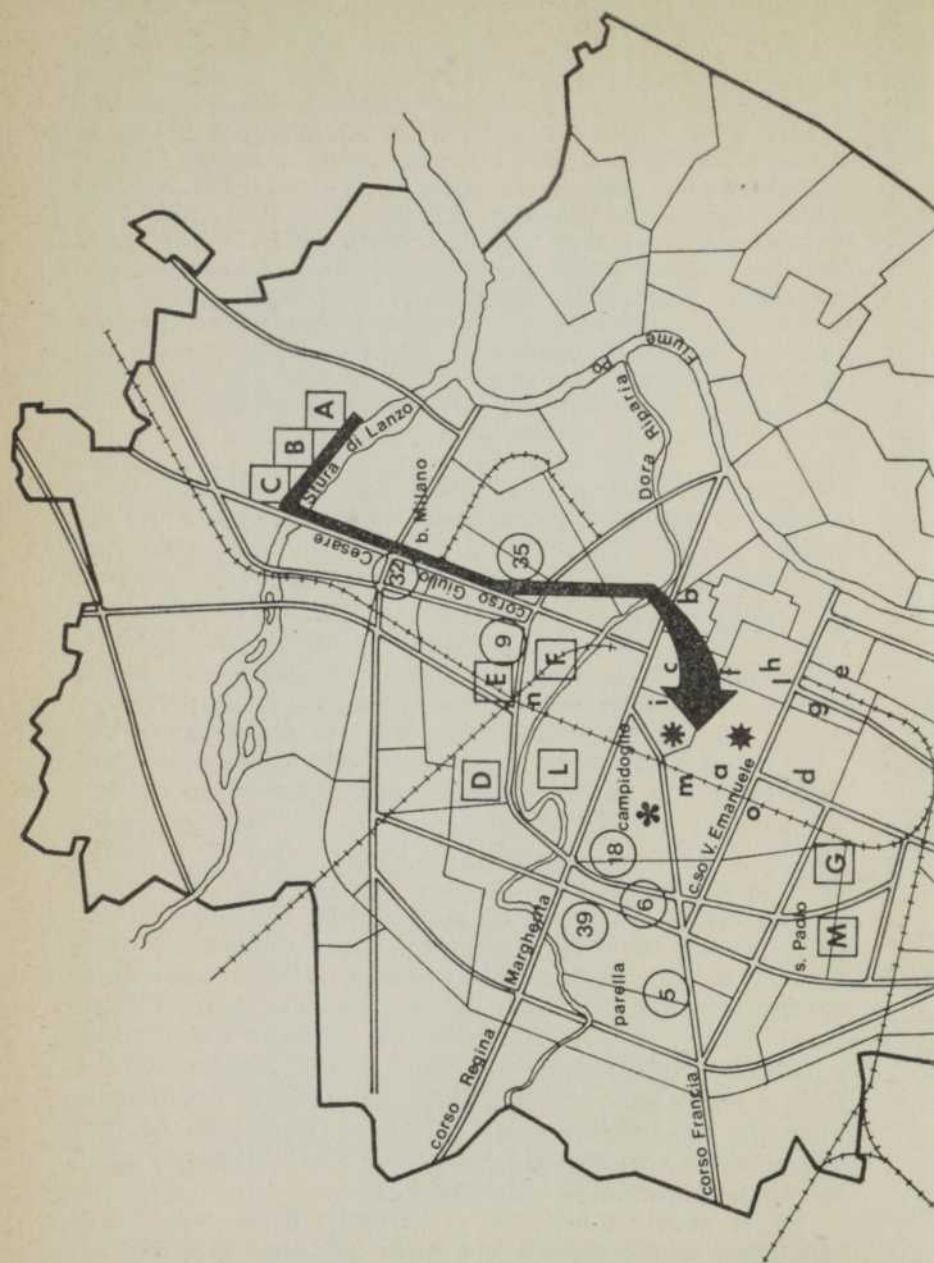 C
B
A
Stura di Lanzo
b. Milano
corso Giulio Cesare
32
35
9
E
F
n
D
L
Fiume Po
Dora Riparia
b
c
i
f
h
l
e
g
campidoglio
m
a
o
d
18
6
39
5
parella
corso Regina Margherita
c.so V. Emanuele
corso Francia
s. Paolo
G
M